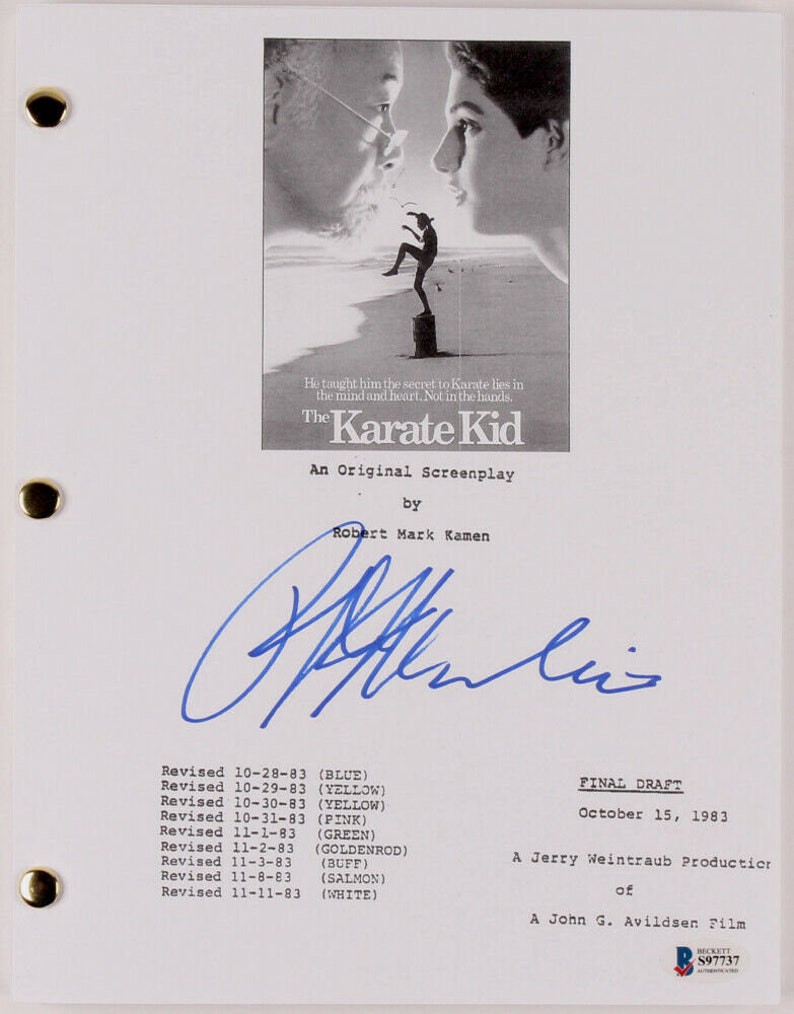 He taught him the secret to Karate lies in
the mind and heart. Not in the hands.
The Karate Kid
An Original Screenplay
by
Robert Mark Kamen
Revised 10-28-83 (BLUE)
Revised 10-29-83 (YELLOW)
Revised 10-30-83 (YELLOW)
Revised 10-31-83 (PINK)
Revised 11-1-83 (GREEN)
Revised 11-2-83 (GOLDENROD)
Revised 11-3-83 (BUFF)
Revised 11-8-83 (SALMON)
Revised 11-11-83 (WHITE)
FINAL DRAFT
October 15, 1983
A Jerry Weintraub Production
of
A John G. Avildsen Film
BECKETT
S97737
AUTHENTICATED